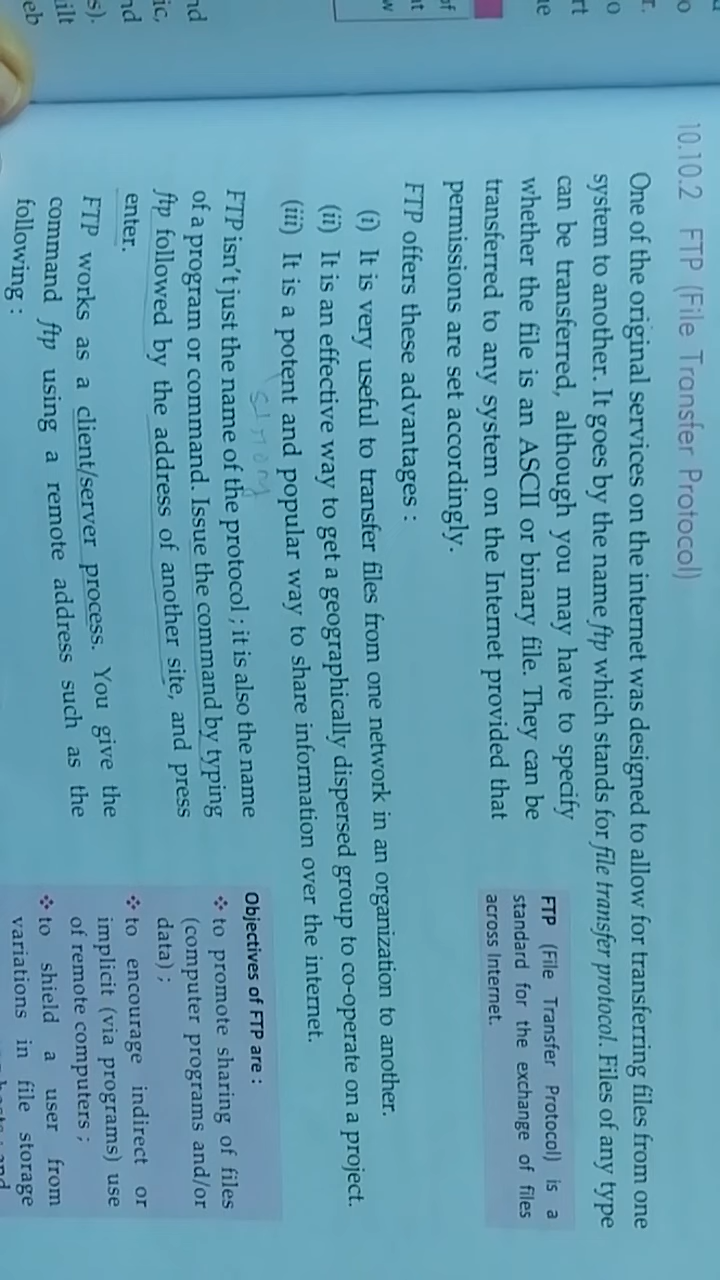 10.10.2 FTP (File Transfer Protocol)
One of the original services on the internet was designed to allow for transferring files from one
system to another. It goes by the name ftp which stands for file transfer protocol. Files of any type
can be transferred, although you may have to specify
whether the file is an ASCII or binary file. They can be
transferred to any system on the Internet provided that
permissions are set accordingly.
FTP (File Transfer Protocol) is a
standard for the exchange of files
across Internet.
FTP offers these advantages :
(i) It is very useful to transfer files from one network in an organization to another.
(ii) It is an effective way to get a geographically dispersed group to co-operate on a project.
(iii) It is a potent and popular way to share information over the internet.
strong
FTP isn't just the name of the protocol ; it is also the name
of a program or command. Issue the command by typing
ftp followed by the address of another site, and press
enter.
FTP works as a client/server process. You give the
command ftp using a remote address such as the
following :
Objectives of FTP are :
❖ to promote sharing of files
(computer programs and/or
data) ;
❖ to encourage indirect or
implicit (via programs) use
of remote computers ;
❖ to shield a user from
variations in file storage